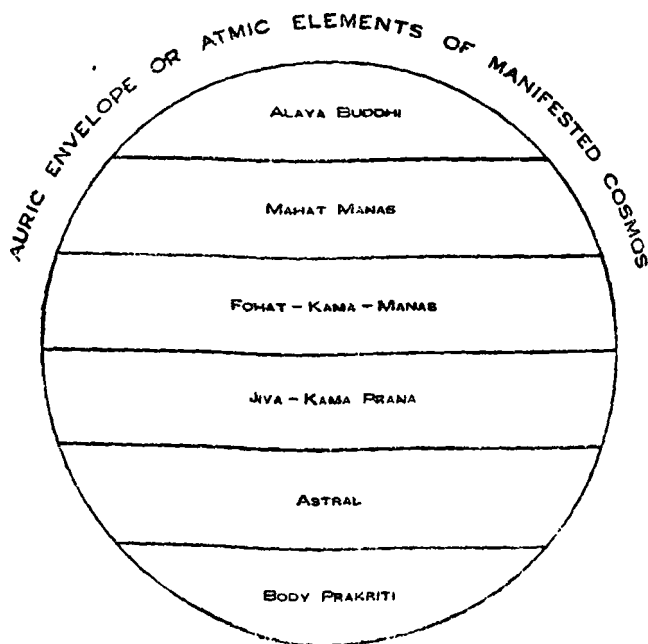 AURIC ENVELOPE OR ATMIC ELEMENTS OF MANIFESTED COSMOS
ALAYA BUDDHI
MAHAT MANAS
FOHAT – KAMA – MANAS
JIVA – KAMA PRANA
ASTRAL
BODY PRAKRITI